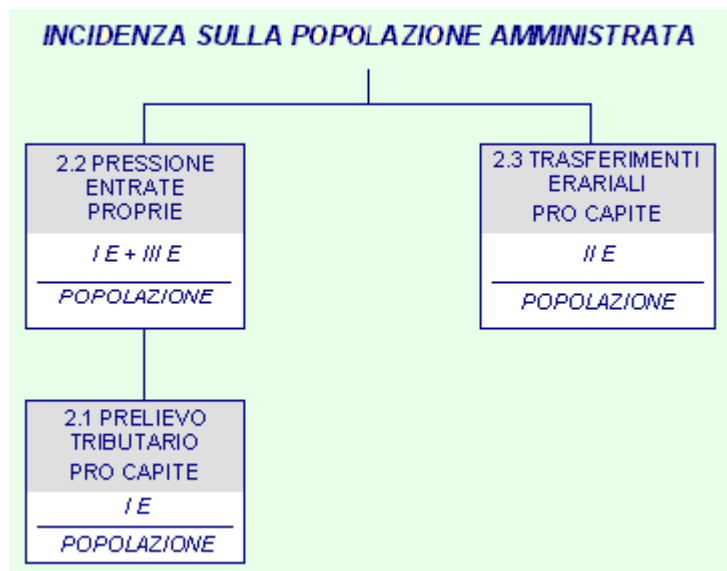 INCIDENZA SULLA POPOLAZIONE AMMINISTRATA
2.2 PRESSIONE
ENTRATE
PROPRIE
I E + III E
POPOLAZIONE
2.3 TRASFERIMENTI
ERARIALI
PRO CAPITE
II E
POPOLAZIONE
2.1 PRELIEVO
TRIBUTARIO
PRO CAPITE
I E
POPOLAZIONE